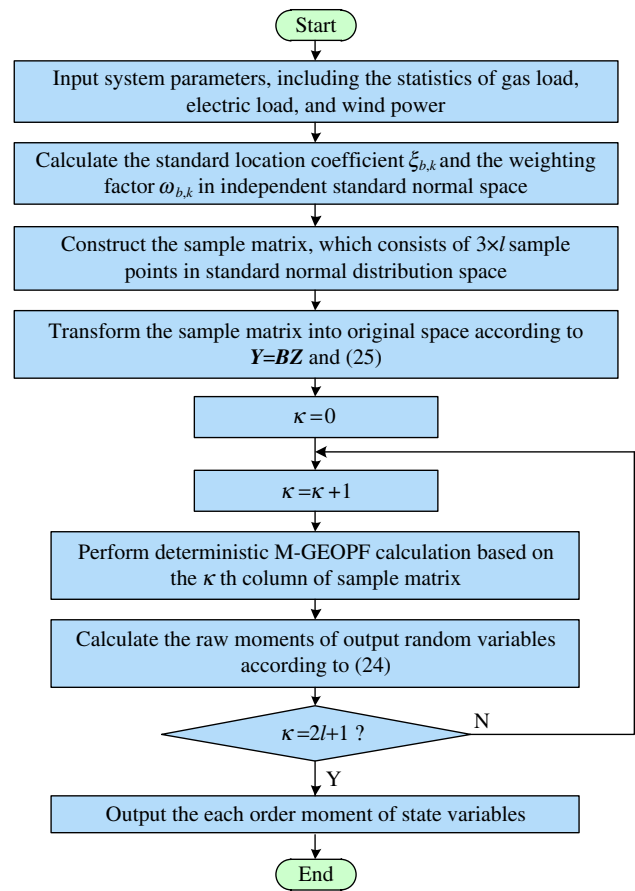 Start
Input system parameters, including the statistics of gas load,
electric load, and wind power
Calculate the standard location coefficient ξb,k and the weighting
factor ωb,k in independent standard normal space
Construct the sample matrix, which consists of 3×l sample
points in standard normal distribution space
Transform the sample matrix into original space according to
Y=BZ and (25)
κ=0
κ=κ+1
Perform deterministic M-GEOPF calculation based on
the κ th column of sample matrix
Calculate the raw moments of output random variables
according to (24)
κ=2l+1 ?
N
Y
Output the each order moment of state variables
End